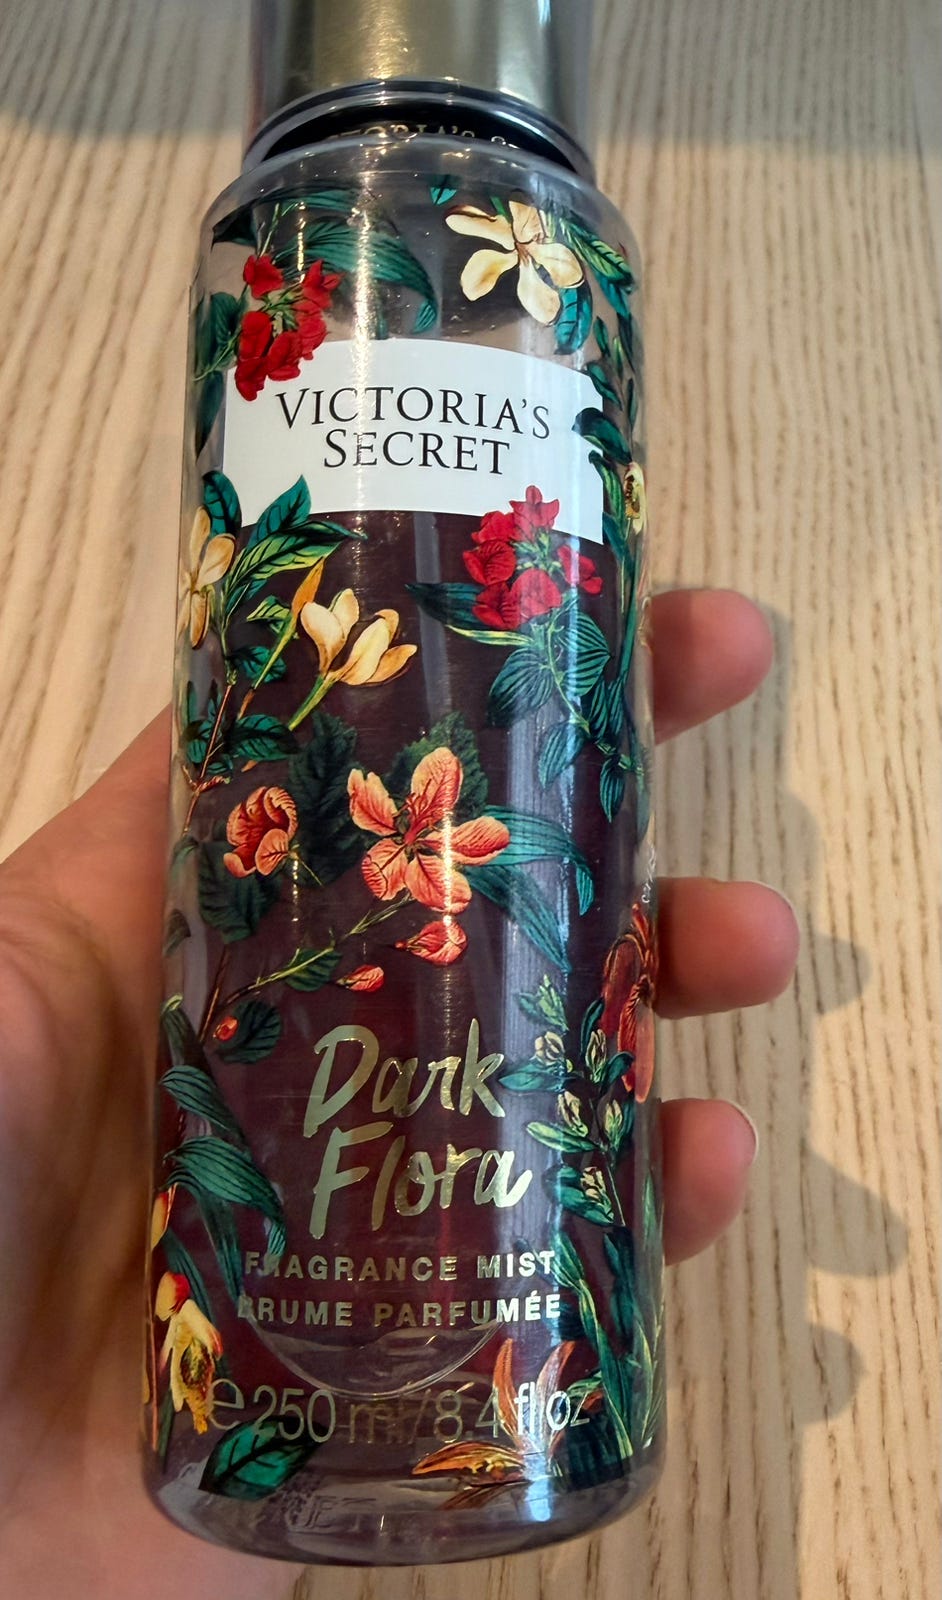 VICTORIA'S
SECRET
Dark
Flora
FRAGRANCE MIST
BRUME PARFUMÉE
e 250 ml / 8.4 fl oz